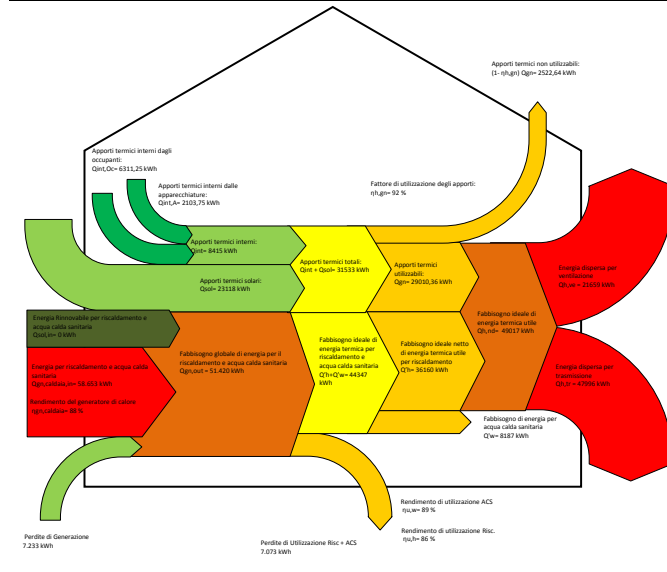 Apporti termici non utilizzabili:
(1- ηh,gn) Qgn= 2522,64 kWh
Apporti termici interni dagli
occupanti:
Qint,Oc= 6311,25 kWh
Apporti termici interni dalle
apparecchiature:
Qint,A= 2103,75 kWh
Fattore di utilizzazione degli apporti:
ηh,gn= 92 %
Apporti termici interni:
Qint= 8415 kWh
Apporti termici totali:
Qint + Qsol= 31533 kWh
Apporti termici
utilizzabili:
Qgn= 29010,36 kWh
Energia dispersa per
ventilazione
Qh,ve= 21659 kWh
Apporti termici solari:
Qsol= 23118 kWh
Energia Rinnovabile per riscaldamento e
acqua calda sanitaria
Qsol,in= 0 kWh
Fabbisogno ideale di
energia termica utile
Qh,nd= 49017 kWh
Fabbisogno globale di energia per il
riscaldamento e acqua calda sanitaria
Qgn,out = 51.420 kWh
Fabbisogno ideale di
energia termica per
riscaldamento e
acqua calda sanitaria
Q'h+Q'w= 44347
kWh
Fabbisogno ideale netto
di energia termica utile
per riscaldamento
Q'h= 36160 kWh
Energia per riscaldamento e acqua calda
sanitaria
Qgn,caldaia,in= 58.653 kWh
Rendimento del generatore di calore
ηgn,caldaia= 88 %
Energia dispersa per
trasmissione
Qh,ht= 47996 kWh
Fabbisogno di energia per
acqua calda sanitaria
Q'w= 8187 kWh
Rendimento di utilizzazione ACS
ηu,w= 89 %
Rendimento di utilizzazione Risc.
ηu,h= 86 %
Perdite di Generazione
7.233 kWh
Perdite di Utilizzazione Risc + ACS
7.073 kWh